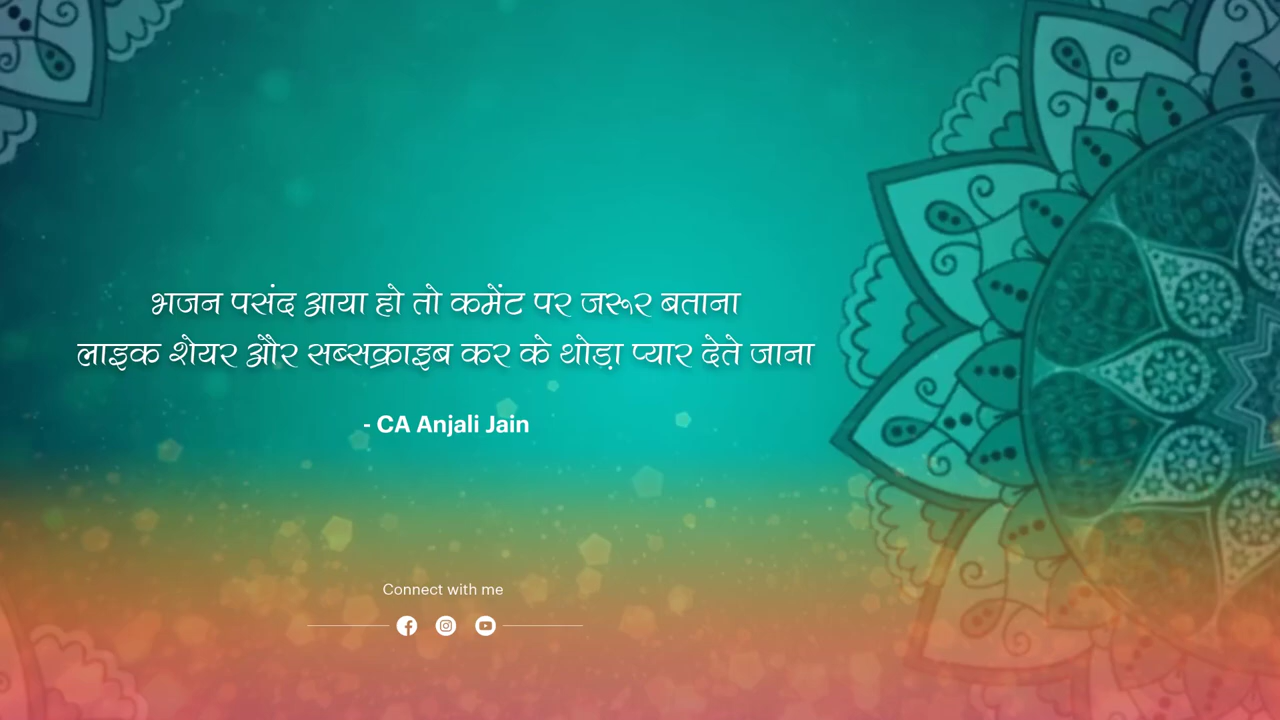 भजन पसंद आया हो तो कमेंट पर जरूर बताना
लाइक शेयर और सब्सक्राइब कर के थोड़ा प्यार देते जाना
- CA Anjali Jain
Connect with me